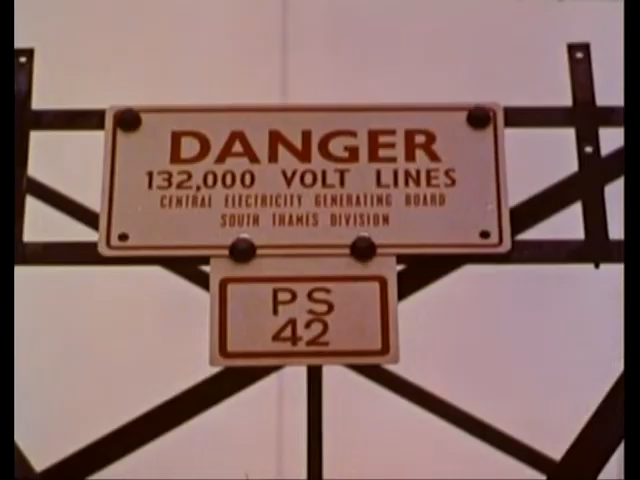 DANGER
132,000 VOLT LINES
CENTRAL ELECTRICITY GENERATING BOARD
SOUTH THAMES DIVISION
PS
42